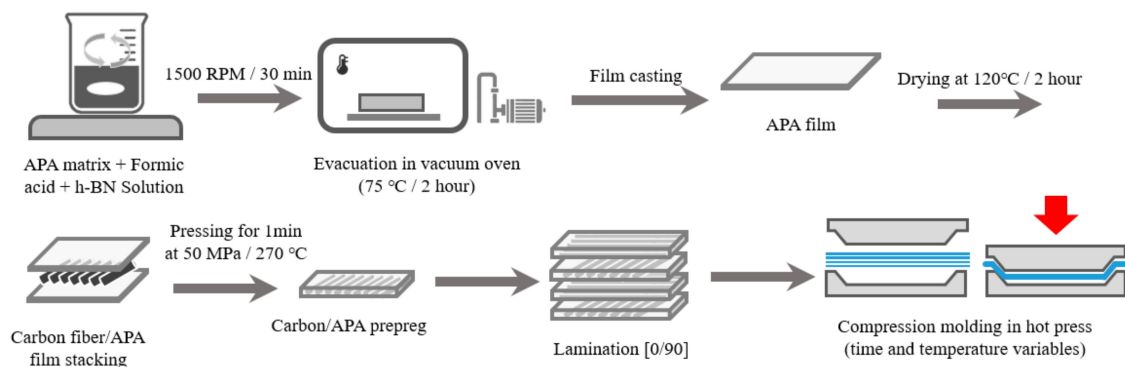 1500 RPM / 30 min
Film casting
Drying at 120℃ / 2 hour
APA matrix + Formic
acid + h-BN Solution
Evacuation in vacuum oven
(75 ℃ / 2 hour)
APA film
Pressing for 1min
at 50 MPa / 270 ℃
Carbon fiber/APA
film stacking
Carbon/APA prepreg
Lamination [0/90]
Compression molding in hot press
(time and temperature variables)